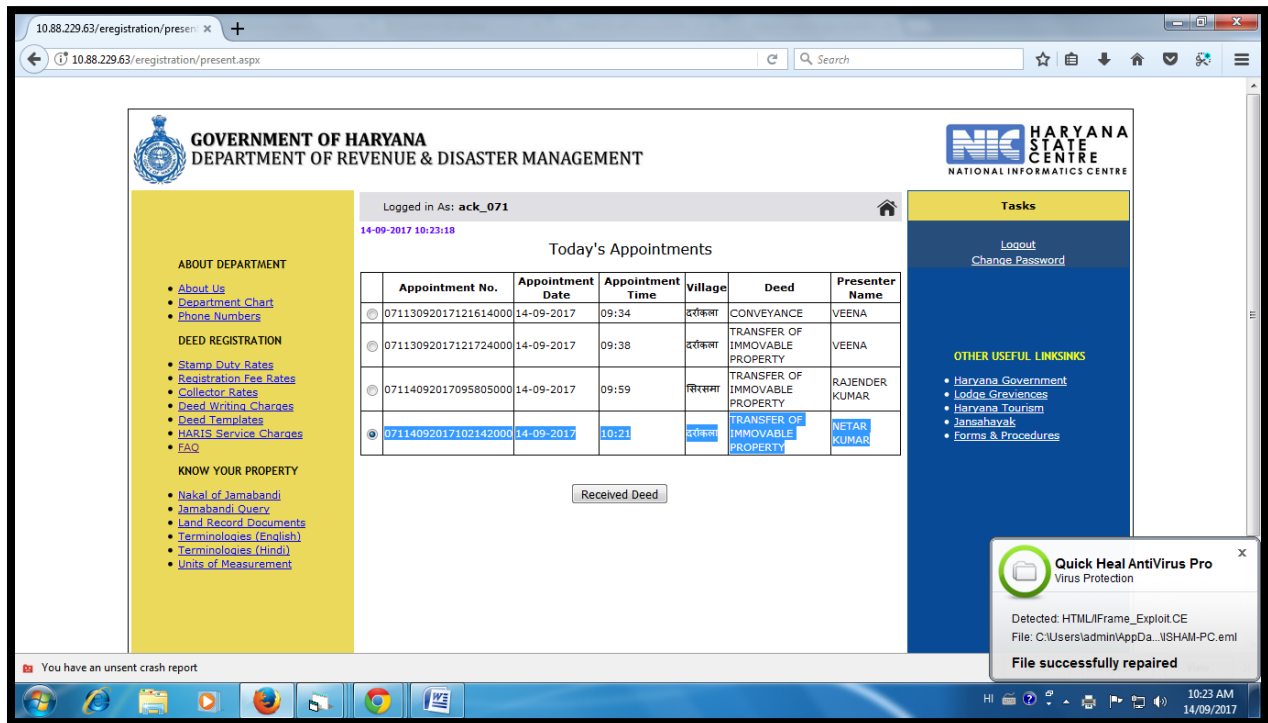 10.88.229.63/eregistration/presen
10.88.229.63/eregistration/present.aspx
Search
GOVERNMENT OF HARYANA
DEPARTMENT OF REVENUE & DISASTER MANAGEMENT
NIC HARYANA
STATE
CENTRE
NATIONAL INFORMATICS CENTRE
Logged in As: ack_071
14-09-2017 10:23:18
Today's Appointments
Appointment No. Appointment Date Appointment Time Village Deed Presenter Name
07113092017121614000 14-09-2017 09:34 दर्राकला CONVEYANCE VEENA
07113092017121724000 14-09-2017 09:38 दर्राकला TRANSFER OF IMMOVABLE PROPERTY VEENA
07114092017095805000 14-09-2017 09:59 सिरसमा TRANSFER OF IMMOVABLE PROPERTY RAJENDER KUMAR
07114092017102142000 14-09-2017 10:21 दर्राकला TRANSFER OF IMMOVABLE PROPERTY NETAR KUMAR
Received Deed
ABOUT DEPARTMENT
About Us
Department Chart
Phone Numbers
DEED REGISTRATION
Stamp Duty Rates
Registration Fee Rates
Collector Rates
Deed Writing Charges
Deed Templates
HARIS Service Charges
FAQ
KNOW YOUR PROPERTY
Nakal of Jamabandi
Jamabandi Query
Land Record Documents
Terminologies (English)
Terminologies (Hindi)
Units of Measurement
Tasks
Logout
Change Password
OTHER USEFUL LINKSINKS
Haryana Government
Lodge Greviences
Haryana Tourism
Jansahayak
Forms & Procedures
Quick Heal AntiVirus Pro
Virus Protection
Detected: HTML/IFrame_Exploit.CE
File: C:\Users\admin\AppDa...\ISHAM-PC.eml
File successfully repaired
You have an unsent crash report
HI
10:23 AM
14/09/2017